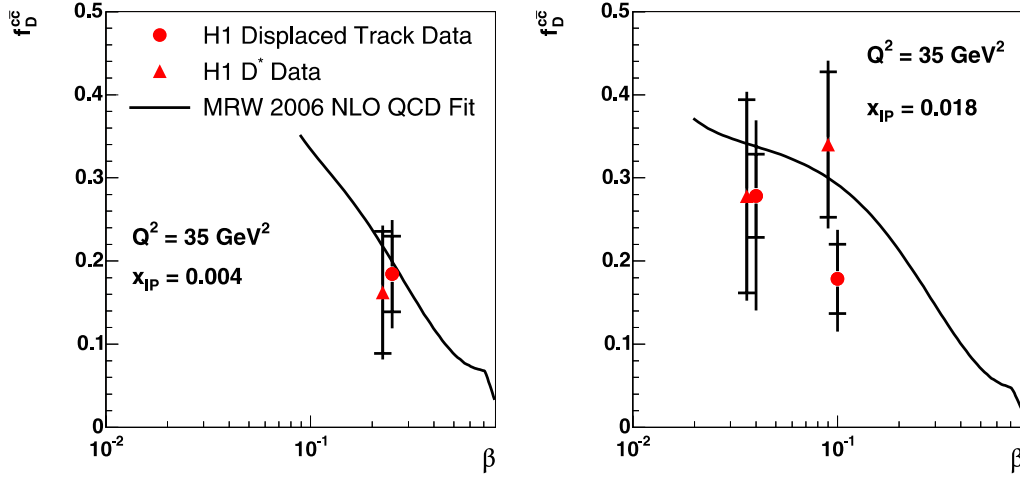 f_D^{cc̄}
0.5
0.4
0.3
0.2
0.1
0
H1 Displaced Track Data
H1 D* Data
MRW 2006 NLO QCD Fit
Q² = 35 GeV²
x_IP = 0.004
10⁻²
10⁻¹
β
f_D^{cc̄}
0.5
0.4
0.3
0.2
0.1
0
Q² = 35 GeV²
x_IP = 0.018
10⁻²
10⁻¹
β